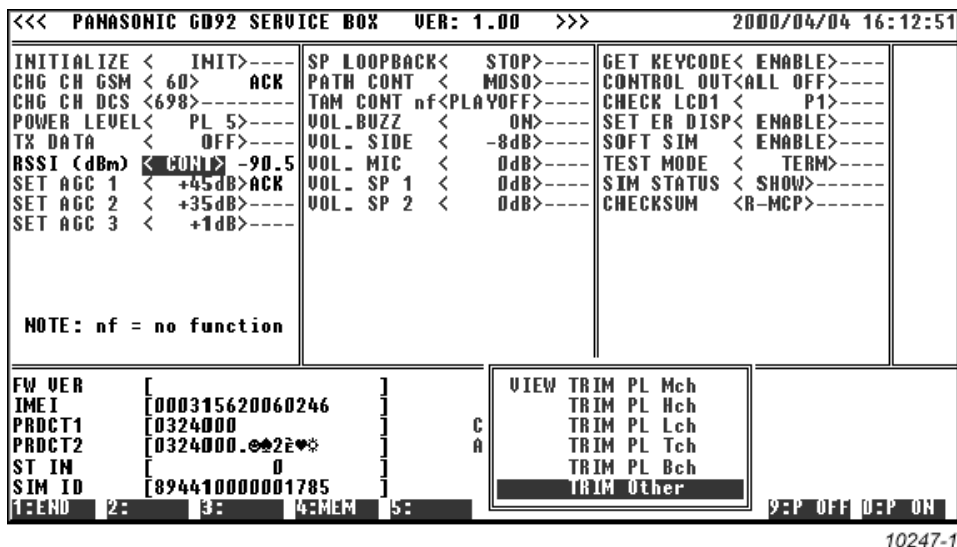 <<< PANASONIC GD92 SERVICE BOX VER: 1.00 >>> 2000/04/04 16:12:51
INITIALIZE < INIT>----
CHG CH GSM < 60> ACK
CHG CH DCS <698>---------
POWER LEVEL< PL 5>----
TX DATA < OFF>----
RSSI (dBm) < CONT> -90.5
SET AGC 1 < +45dB>ACK
SET AGC 2 < +35dB>----
SET AGC 3 < +1dB>----
NOTE: nf = no function
SP LOOPBACK< STOP>----
PATH CONT < M0S0>----
TAM CONT nf<PLAYOFF>----
VOL_BUZZ < ON>----
VOL_ SIDE < -8dB>----
VOL_ MIC < 0dB>----
VOL_ SP 1 < 0dB>----
VOL_ SP 2 < 0dB>----
GET KEYCODE< ENABLE>----
CONTROL OUT<ALL OFF>----
CHECK LCD1 < P1>----
SET ER DISP< ENABLE>----
SOFT SIM < ENABLE>----
TEST MODE < TERM>----
SIM STATUS < SHOW>------
CHECKSUM <R-MCP>------
FW VER [ ]
IMEI [000315620060246 ]
PRDCT1 [0324000 ] C
PRDCT2 [0324000.☻♠2è♥☼ ] A
ST IN [ 0 ]
SIM ID [894410000001785 ]
VIEW TRIM PL Mch
TRIM PL Hch
TRIM PL Lch
TRIM PL Tch
TRIM PL Bch
TRIM Other
1:END 2: 3: 4:MEM 5: 9:P OFF 0:P ON
10247-1